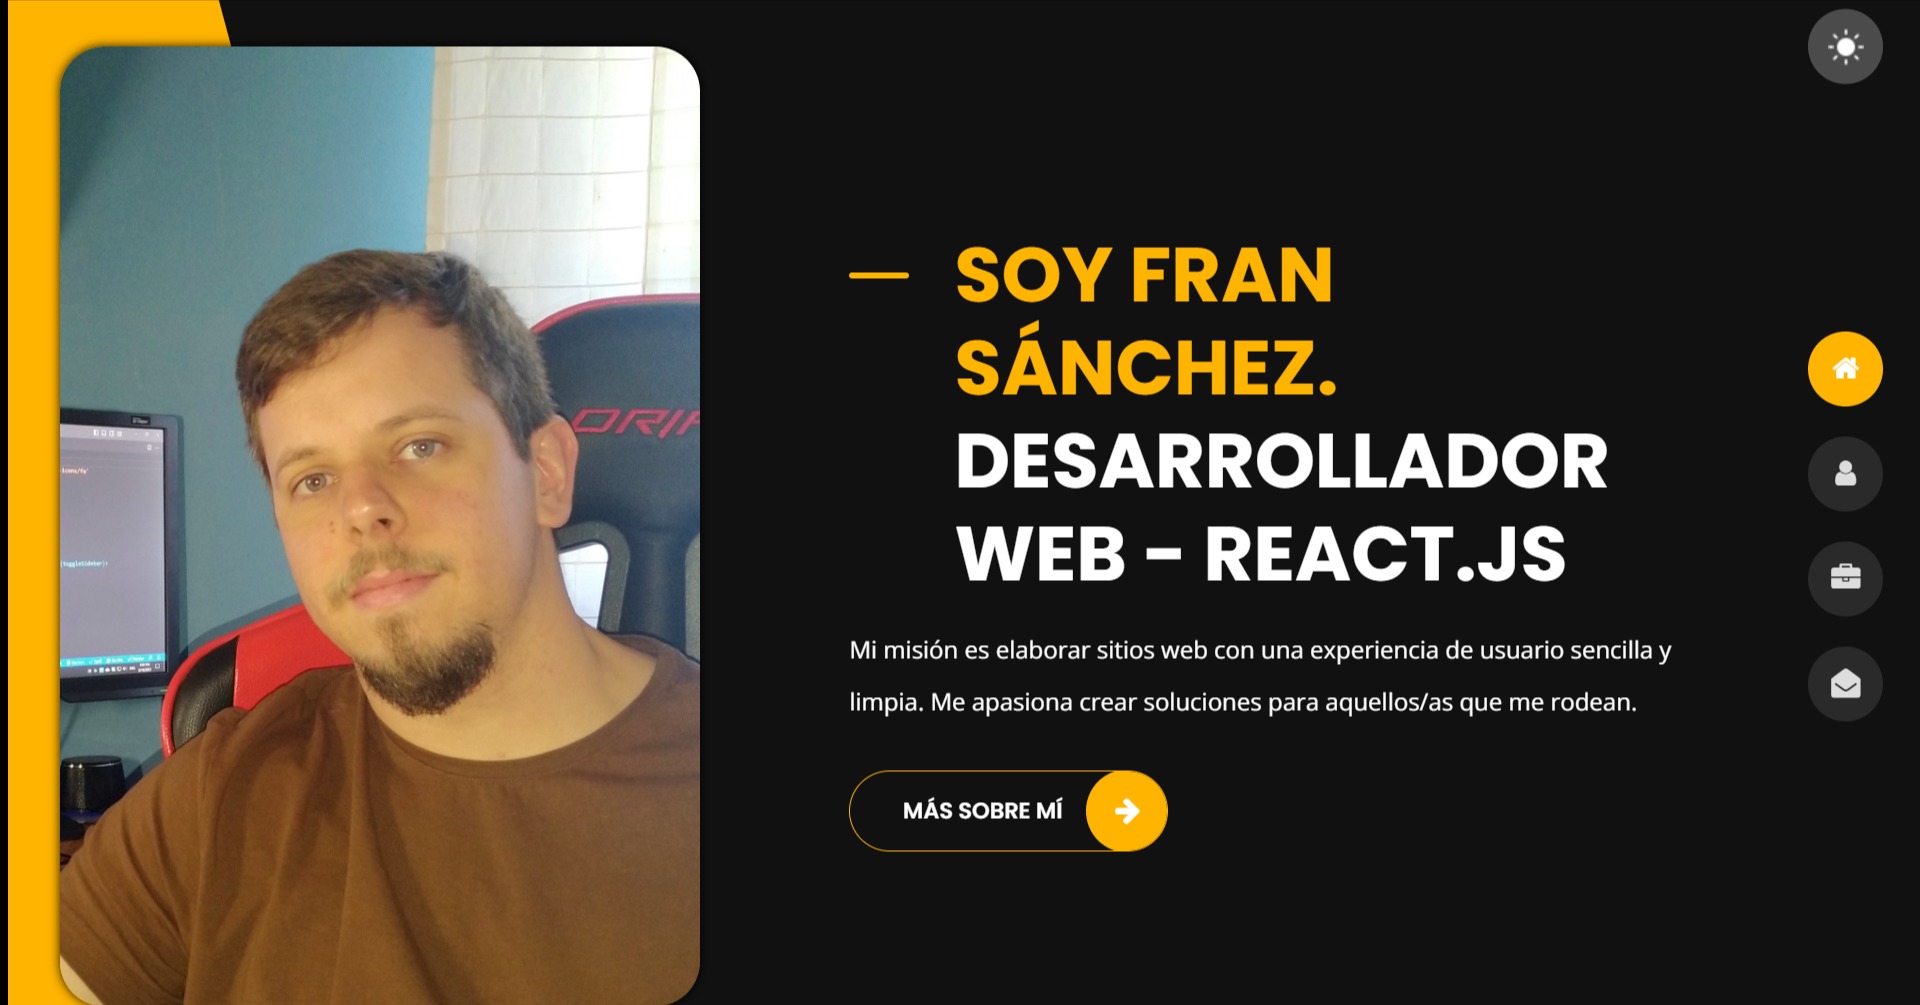 SOY FRAN
SÁNCHEZ.
DESARROLLADOR
WEB – REACT.JS
Mi misión es elaborar sitios web con una experiencia de usuario sencilla y
limpia. Me apasiona crear soluciones para aquellos/as que me rodean.
MÁS SOBRE MÍ